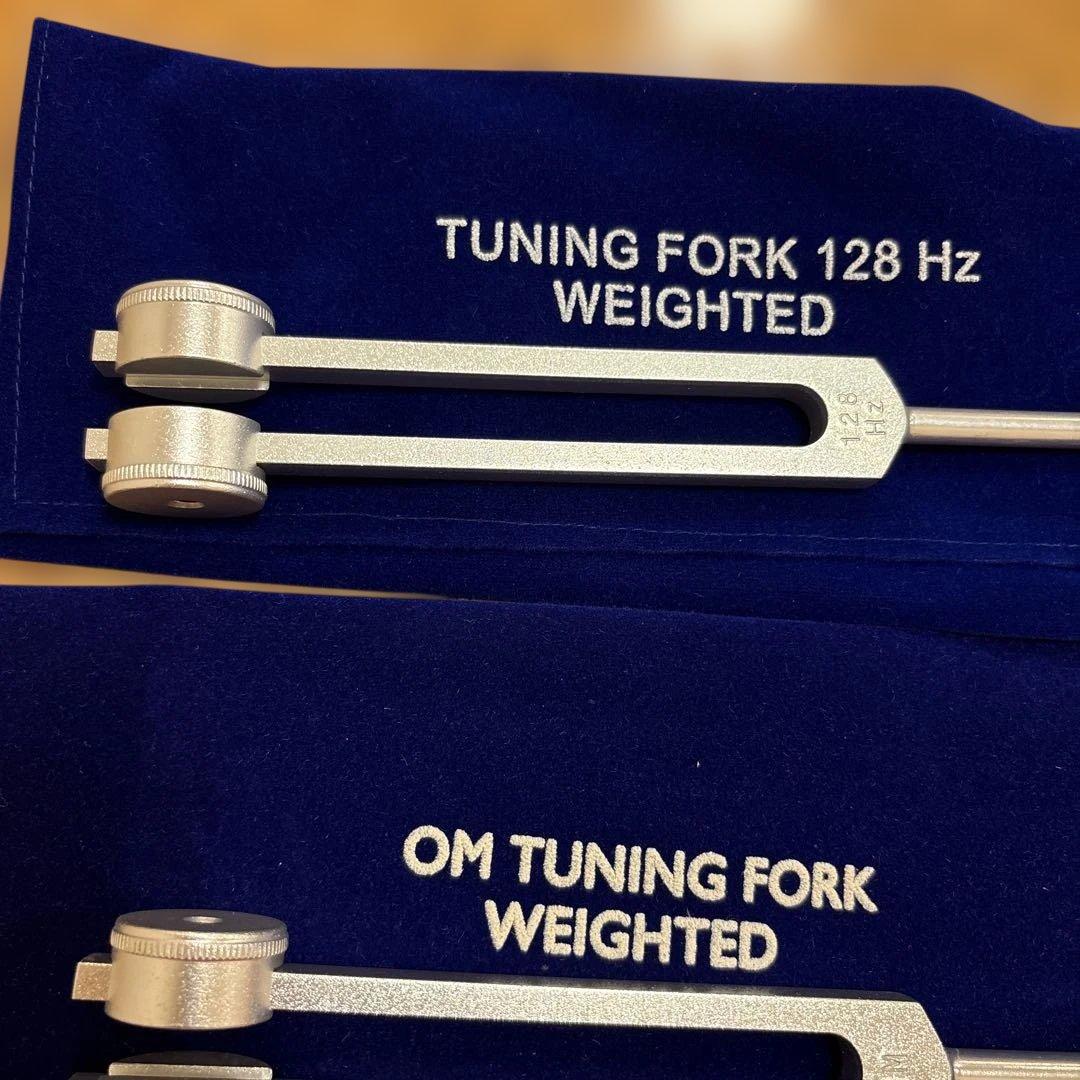 TUNING FORK 128 Hz
WEIGHTED
128
Hz
OM TUNING FORK
WEIGHTED
M